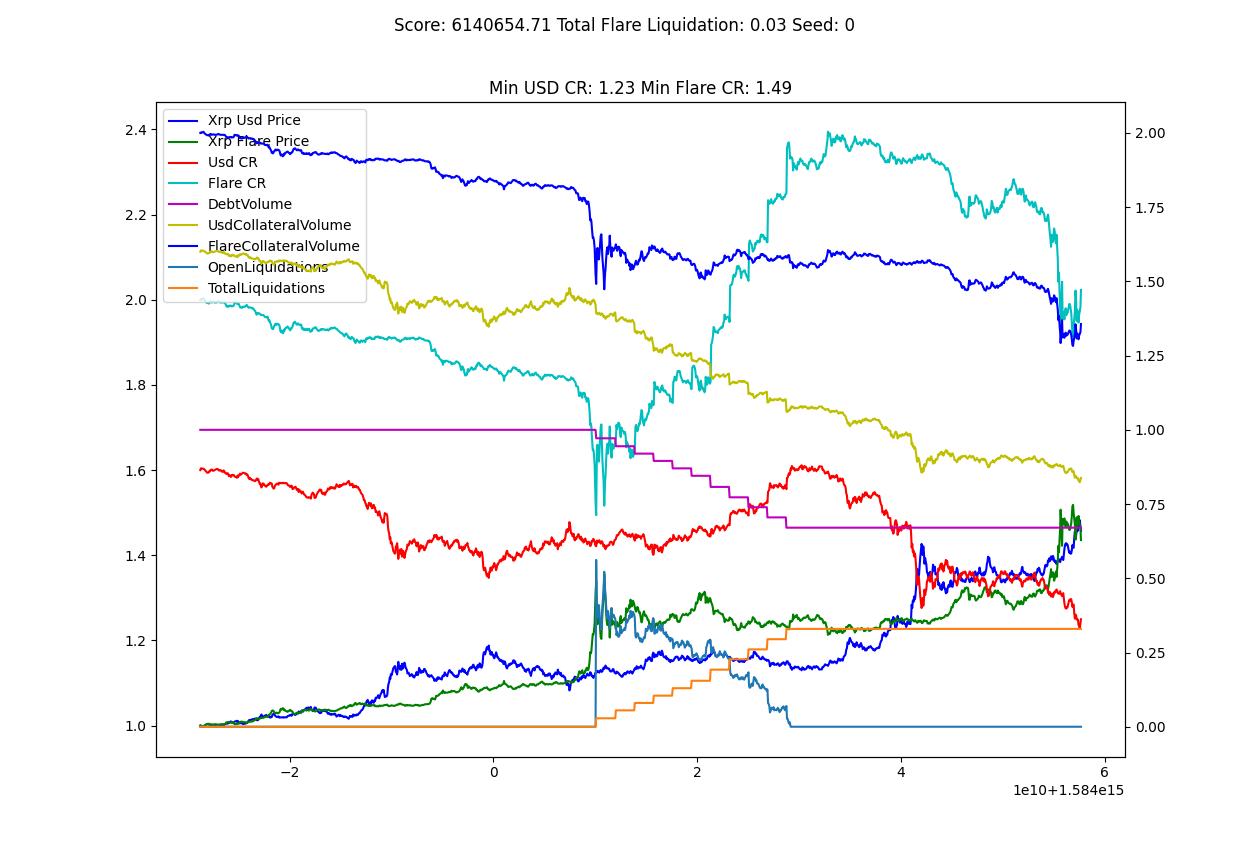 Score: 6140654.71 Total Flare Liquidation: 0.03 Seed: 0
Min USD CR: 1.23 Min Flare CR: 1.49
Xrp Usd Price
Xrp Flare Price
Usd CR
Flare CR
DebtVolume
UsdCollateralVolume
FlareCollateralVolume
OpenLiquidations
TotalLiquidations
2.4
2.2
2.0
1.8
1.6
1.4
1.2
1.0
2.00
1.75
1.50
1.25
1.00
0.75
0.50
0.25
0.00
−2 0 2 4 6
1e10+1.584e15